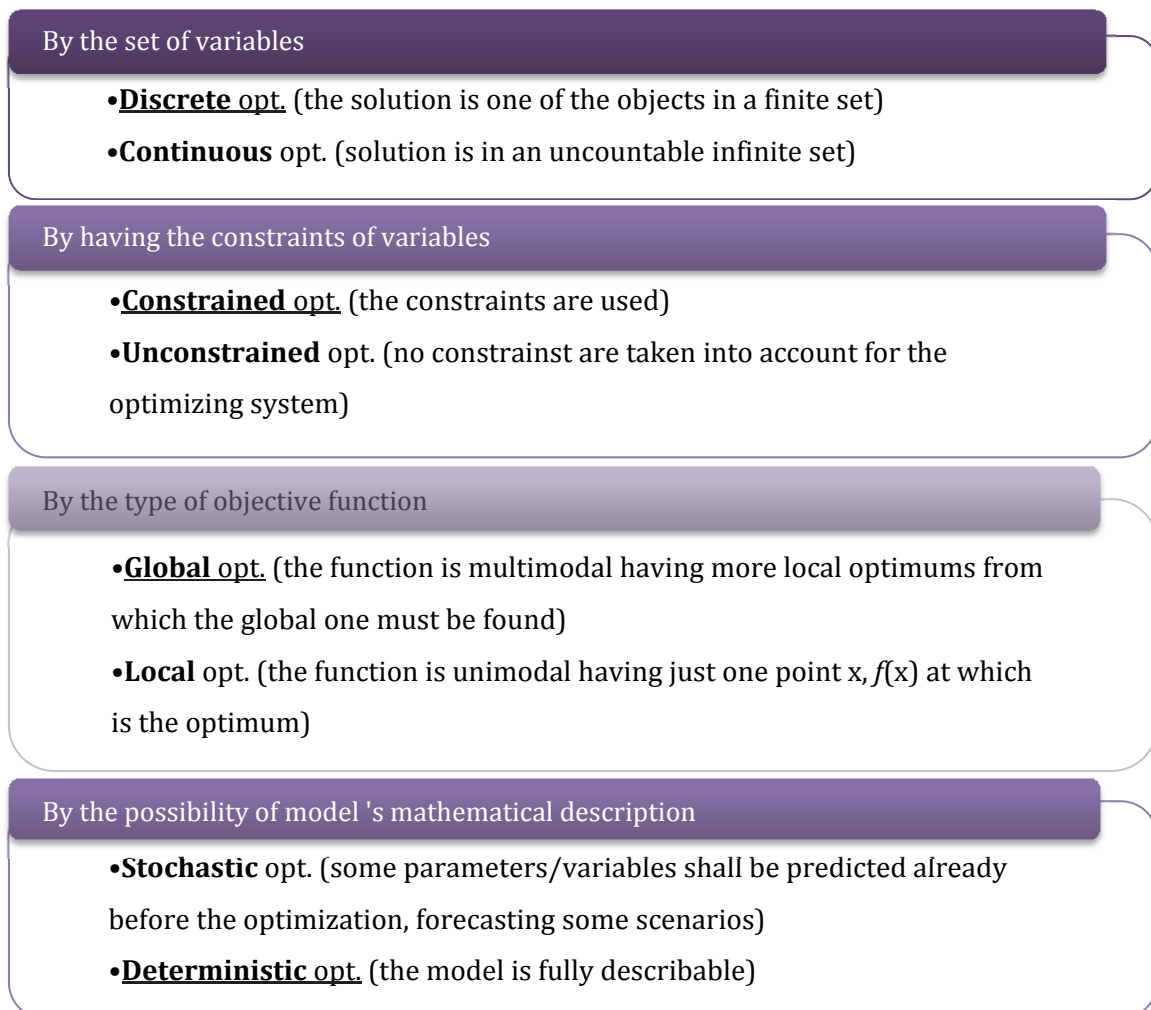 By the set of variables
•Discrete opt. (the solution is one of the objects in a finite set)
•Continuous opt. (solution is in an uncountable infinite set)
By having the constraints of variables
•Constrained opt. (the constraints are used)
•Unconstrained opt. (no constrainst are taken into account for the
optimizing system)
By the type of objective function
•Global opt. (the function is multimodal having more local optimums from
which the global one must be found)
•Local opt. (the function is unimodal having just one point x, f(x) at which
is the optimum)
By the possibility of model 's mathematical description
•Stochastic opt. (some parameters/variables shall be predicted already
before the optimization, forecasting some scenarios)
•Deterministic opt. (the model is fully describable)